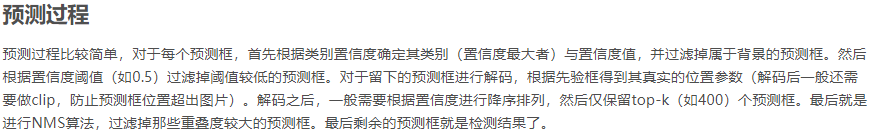 预测过程
预测过程比较简单，对于每个预测框，首先根据类别置信度确定其类别（置信度最大者）与置信度值，并过滤掉属于背景的预测框。然后
根据置信度阈值（如0.5）过滤掉阈值较低的预测框。对于留下的预测框进行解码，根据先验框得到其真实的位置参数（解码后一般还需
要做clip，防止预测框位置超出图片）。解码之后，一般需要根据置信度进行降序排列，然后仅保留top-k（如400）个预测框。最后就是
进行NMS算法，过滤掉那些重叠度较大的预测框。最后剩余的预测框就是检测结果了。